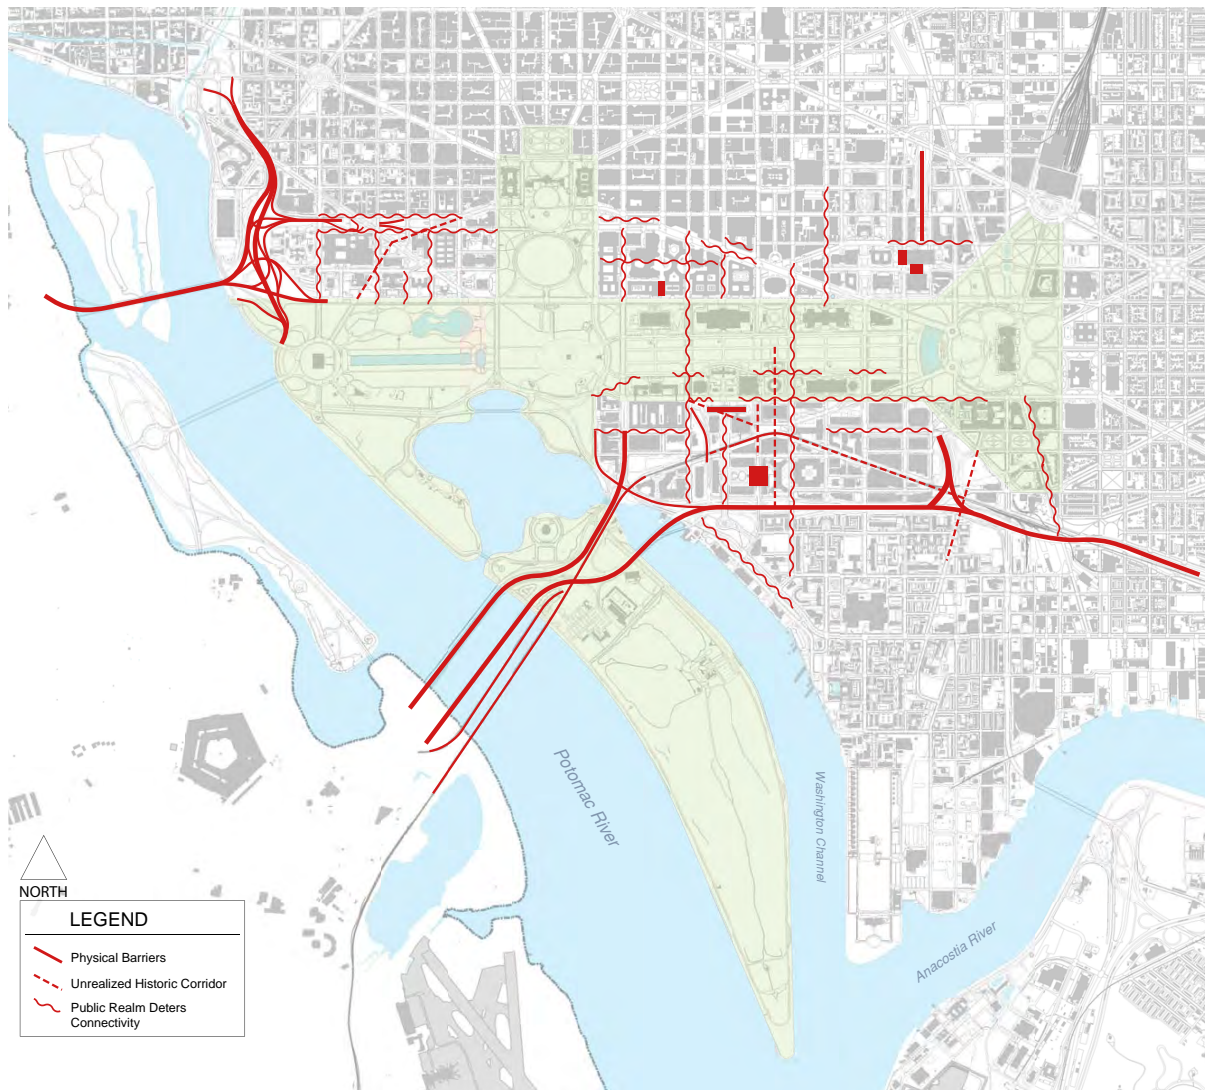 Potomac River
Washington Channel
Anacostia River
NORTH
LEGEND
Physical Barriers
Unrealized Historic Corridor
Public Realm Deters
Connectivity